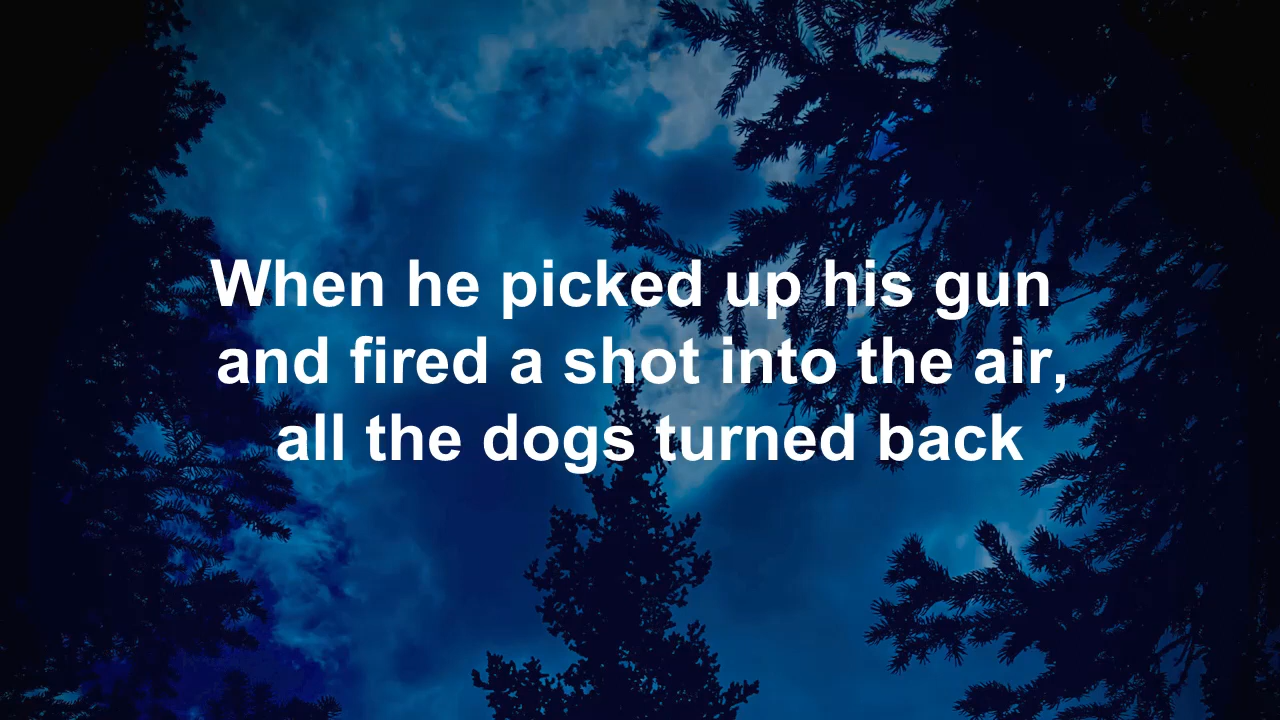 When he picked up his gun
and fired a shot into the air,
all the dogs turned back